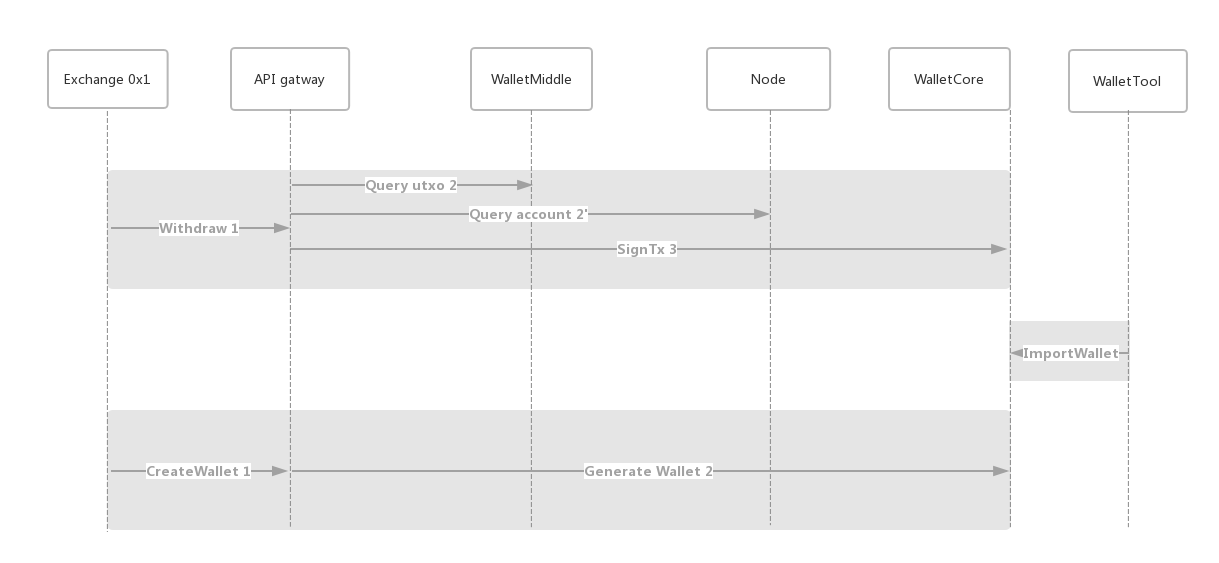 Exchange 0x1
API gatway
WalletMiddle
Node
WalletCore
WalletTool
Query utxo 2
Query account 2'
Withdraw 1
SignTx 3
ImportWallet
CreateWallet 1
Generate Wallet 2